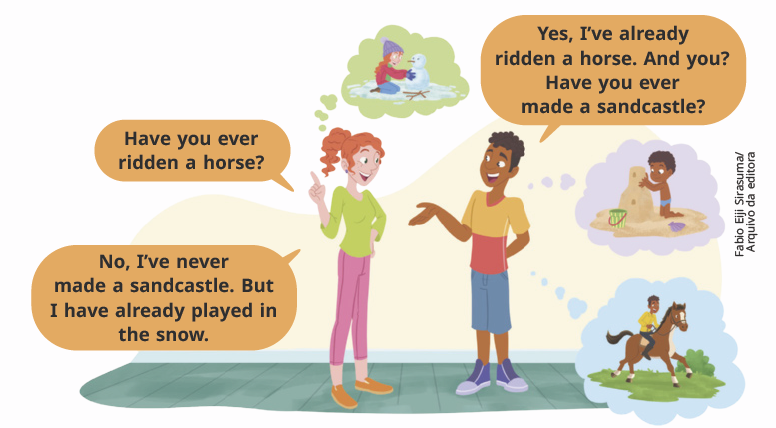 Have you ever
ridden a horse?
Yes, I've already
ridden a horse. And you?
Have you ever
made a sandcastle?
No, I've never
made a sandcastle. But
I have already played in
the snow.
Fabio Eiji Sirasuma/
Arquivo da editora